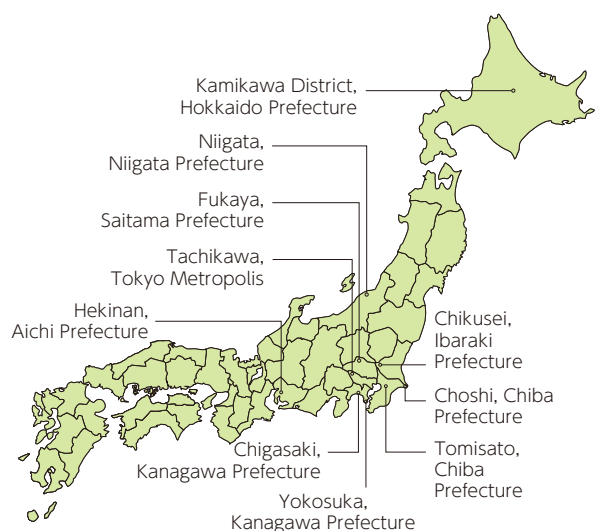 Kamikawa District,
Hokkaido Prefecture
Niigata,
Niigata Prefecture
Fukaya,
Saitama Prefecture
Tachikawa,
Tokyo Metropolis
Hekinan,
Aichi Prefecture
Chikusei,
Ibaraki
Prefecture
Choshi, Chiba
Prefecture
Tomisato,
Chiba
Prefecture
Chigasaki,
Kanagawa Prefecture
Yokosuka,
Kanagawa Prefecture